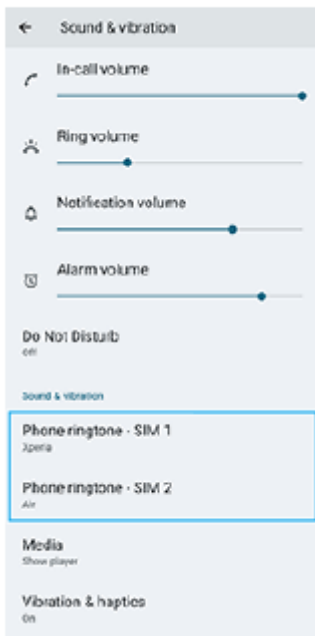 Sound & vibration
In-call volume
Ring volume
Notification volume
Alarm volume
Do Not Disturb
Off
Sound & vibration
Phone ringtone - SIM 1
Xperia
Phone ringtone - SIM 2
Air
Media
Show player
Vibration & haptics
On